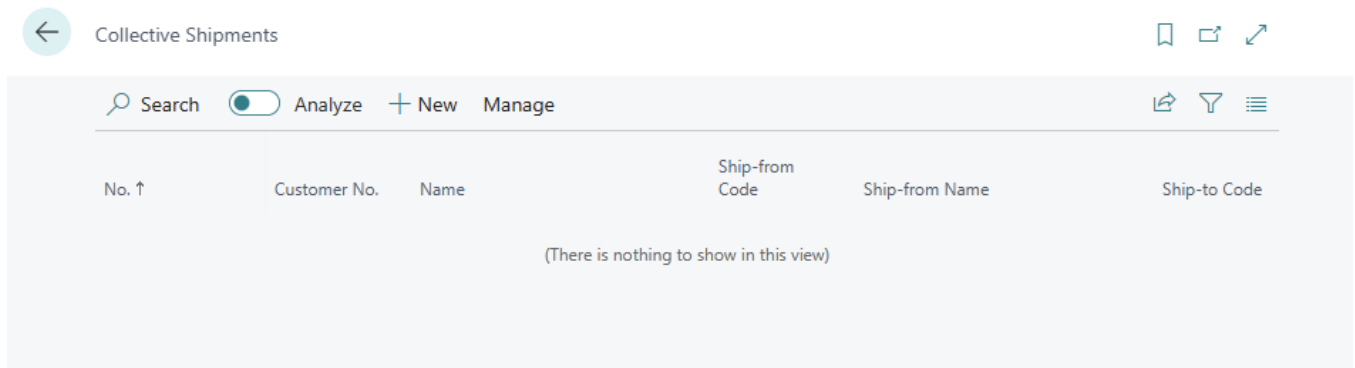 Collective Shipments
Search Analyze + New Manage
No. ↑ Customer No. Name Ship-from Code Ship-from Name Ship-to Code
(There is nothing to show in this view)